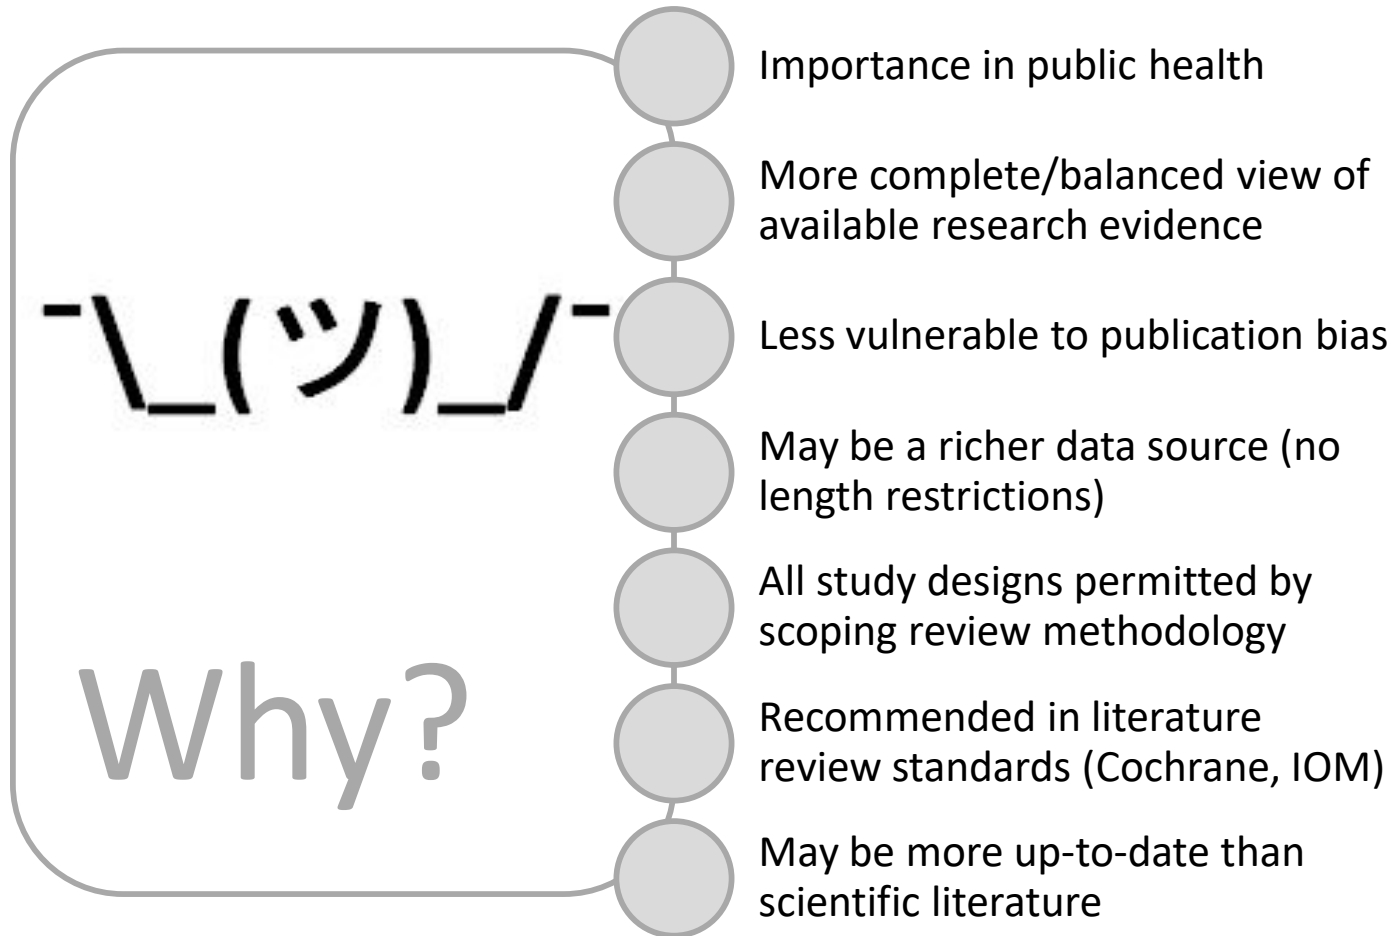 ¯\_(ツ)_/¯
Why?
Importance in public health
More complete/balanced view of
available research evidence
Less vulnerable to publication bias
May be a richer data source (no
length restrictions)
All study designs permitted by
scoping review methodology
Recommended in literature
review standards (Cochrane, IOM)
May be more up-to-date than
scientific literature